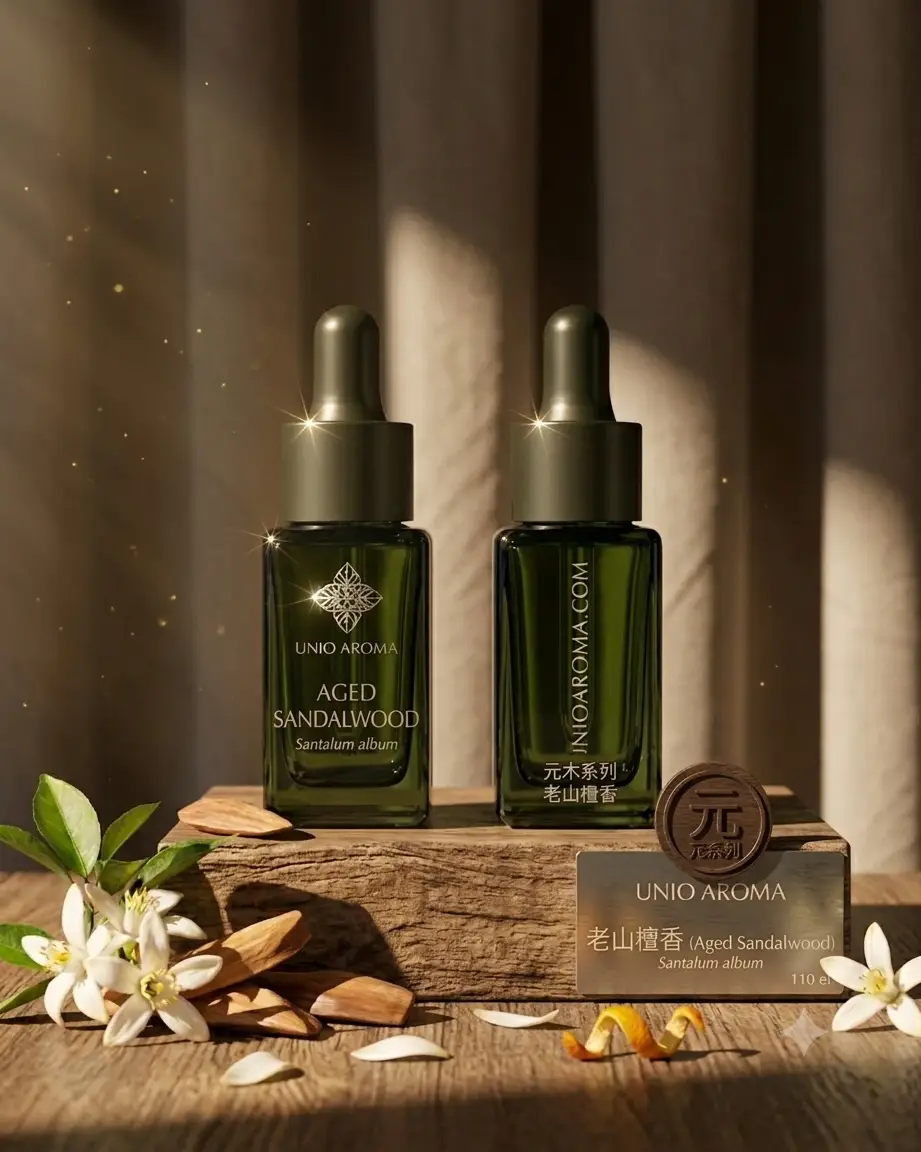 UNIO AROMA
AGED
SANDALWOOD
Santalum album
UNIOAROMA.COM
元木系列
老山檀香
元
元系列
UNIO AROMA
老山檀香 (Aged Sandalwood)
Santalum album
110